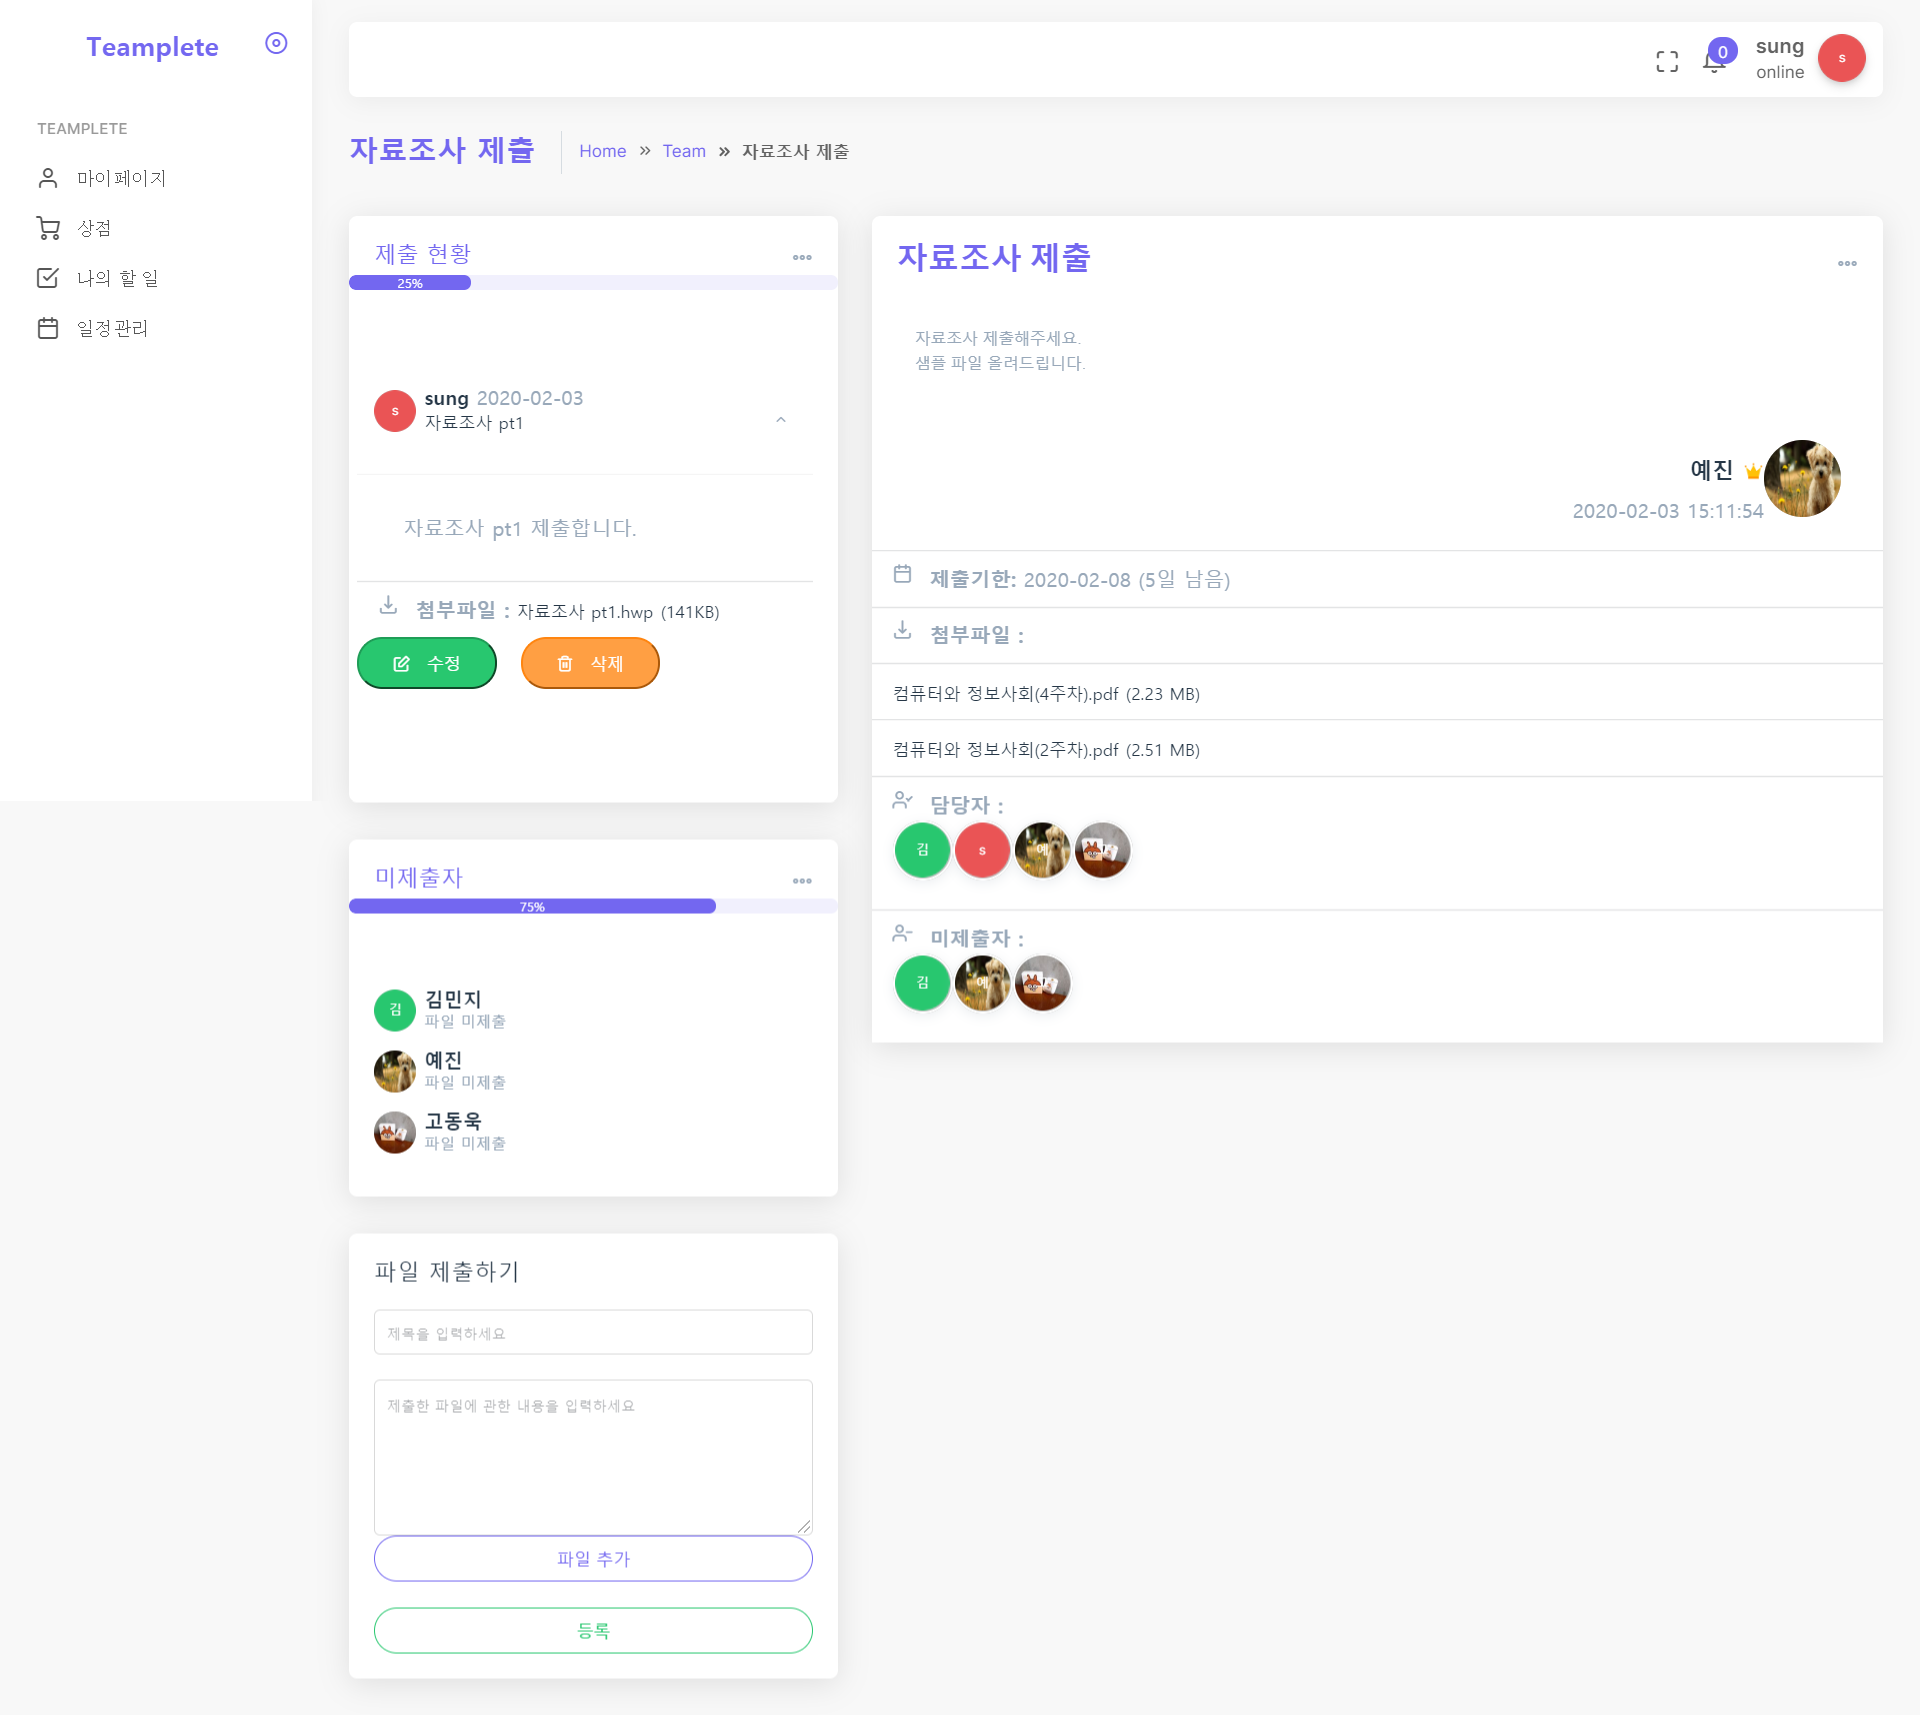 Teamplete
TEAMPLETE
마이페이지
상점
나의 할 일
일정관리
0
sung
online
s
자료조사 제출
Home » Team » 자료조사 제출
제출 현황
25%
s
sung 2020-02-03
자료조사 pt1
자료조사 pt1 제출합니다.
첨부파일 : 자료조사 pt1.hwp (141KB)
수정
삭제
미제출자
75%
김
김민지
파일 미제출
예진
파일 미제출
고동욱
파일 미제출
파일 제출하기
제목을 입력하세요
제출한 파일에 관한 내용을 입력하세요
파일 추가
등록
자료조사 제출
자료조사 제출해주세요.
샘플 파일 올려드립니다.
예진
2020-02-03 15:11:54
제출기한: 2020-02-08 (5일 남음)
첨부파일 :
컴퓨터와 정보사회(4주차).pdf (2.23 MB)
컴퓨터와 정보사회(2주차).pdf (2.51 MB)
담당자 :
김 s 예
미제출자 :
김 예